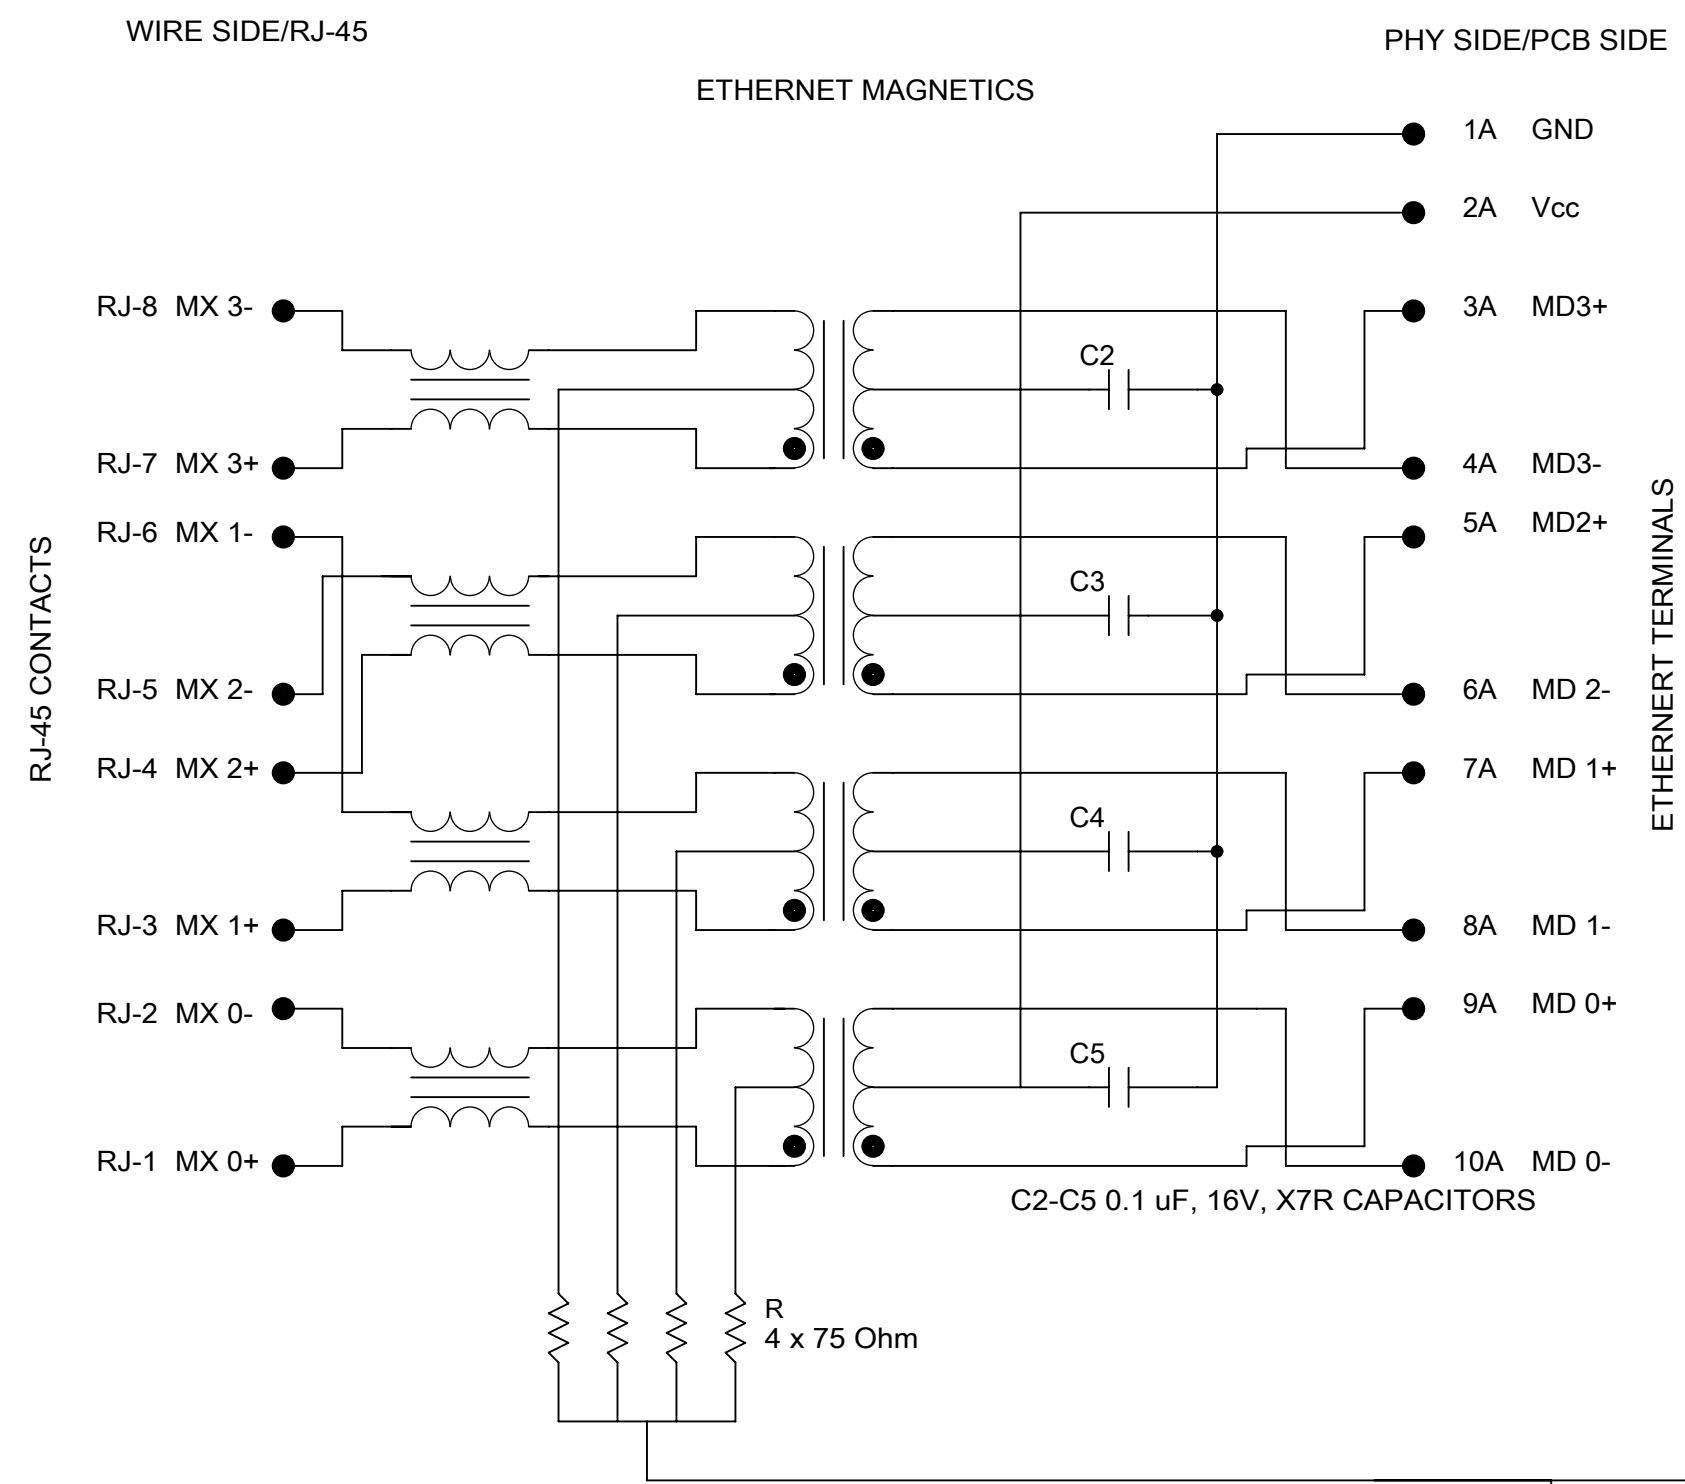 WIRE SIDE/RJ-45
PHY SIDE/PCB SIDE
ETHERNET MAGNETICS
1A GND
2A Vcc
RJ-8 MX 3-
3A MD3+
C2
RJ-7 MX 3+
4A MD3-
RJ-6 MX 1-
5A MD2+
C3
RJ-5 MX 2-
6A MD 2-
RJ-45 CONTACTS
ETHERNERT TERMINALS
RJ-4 MX 2+
7A MD 1+
C4
RJ-3 MX 1+
8A MD 1-
RJ-2 MX 0-
9A MD 0+
C5
RJ-1 MX 0+
10A MD 0-
C2-C5 0.1 uF, 16V, X7R CAPACITORS
R
4 x 75 Ohm